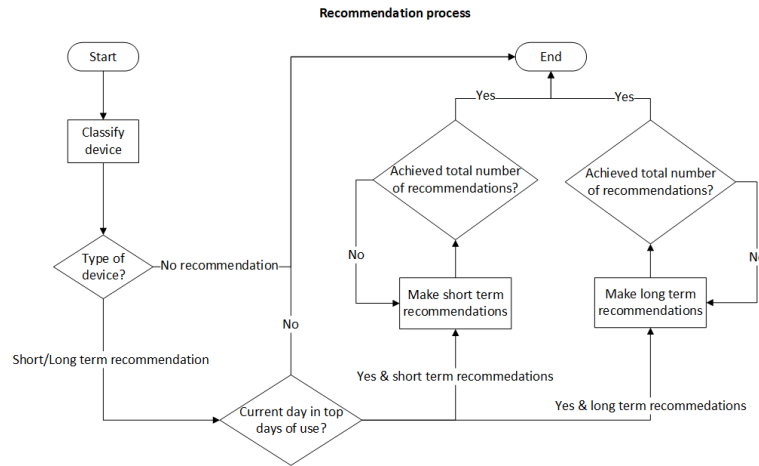 Recommendation process
Start
End
Yes
Yes
Classify
device
Achieved total number
of recommendations?
Achieved total number
of recommendations?
Type of
device?
No recommendation
No
No
Make short term
recommendations
Make long term
recommendations
No
Short/Long term recommendation
Yes & short term recommedations
Current day in top
days of use?
Yes & long term recommedations